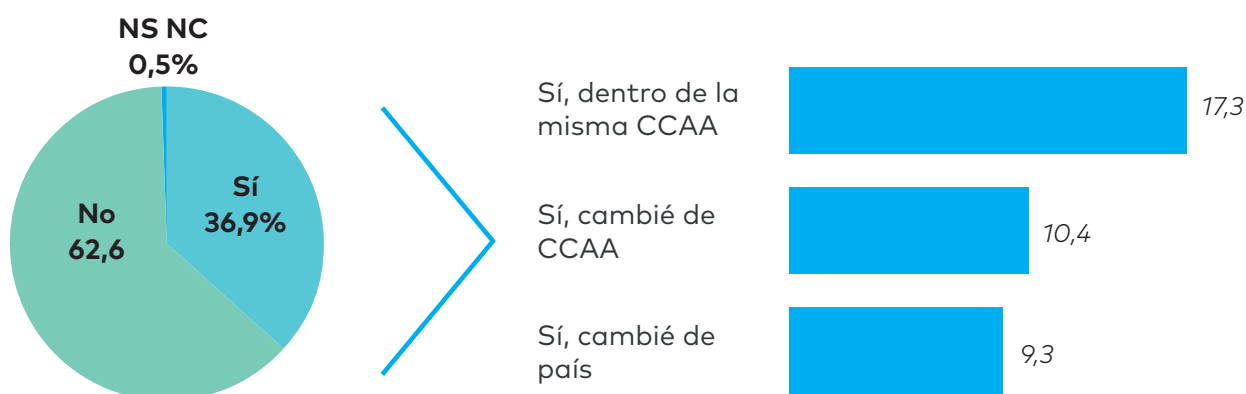 NS NC
0,5%
Sí
36,9%
No
62,6
Sí, dentro de la
misma CCAA
17,3
Sí, cambié de
CCAA
10,4
Sí, cambié de
país
9,3